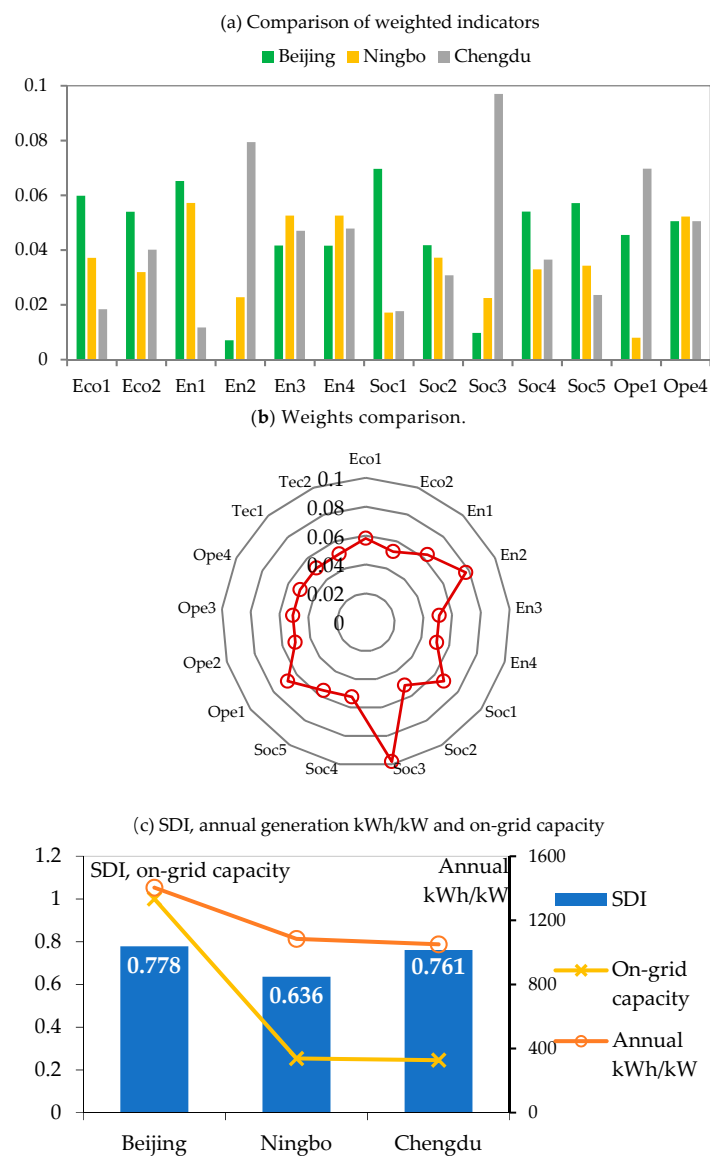 (a) Comparison of weighted indicators
Beijing Ningbo Chengdu
0.1
0.08
0.06
0.04
0.02
0
Eco1 Eco2 En1 En2 En3 En4 Soc1 Soc2 Soc3 Soc4 Soc5 Ope1 Ope4
(b) Weights comparison.
Eco1
Eco2
En1
En2
En3
En4
Soc1
Soc2
Soc3
Soc4
Soc5
Ope1
Ope2
Ope3
Ope4
Tec1
Tec2
0.1
0.08
0.06
0.04
0.02
0
(c) SDI, annual generation kWh/kW and on-grid capacity
SDI, on-grid capacity
Annual
kWh/kW
1.2
1
0.8
0.6
0.4
0.2
0
1600
1200
800
400
0
0.778
0.636
0.761
Beijing Ningbo Chengdu
SDI
On-grid
capacity
Annual
kWh/kW